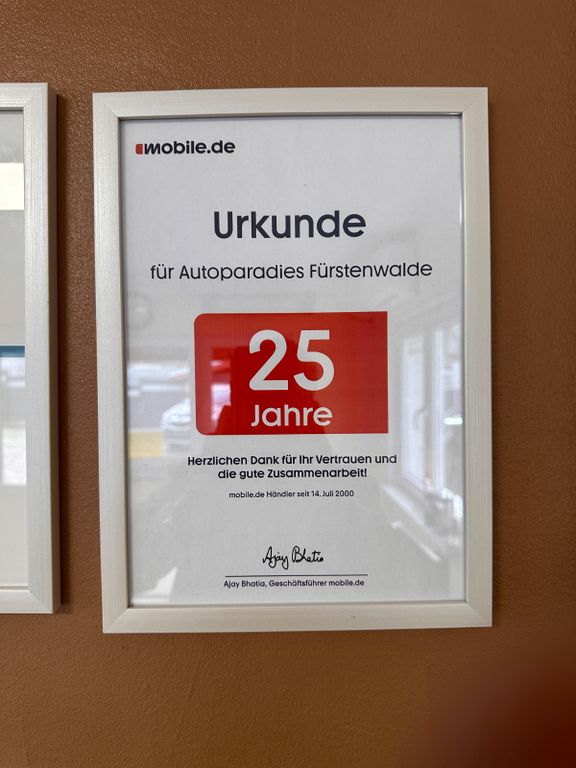 mobile.de
Urkunde
für Autoparadies Fürstenwalde
25
Jahre
Herzlichen Dank für Ihr Vertrauen und
die gute Zusammenarbeit!
mobile.de Händler seit 14. Juli 2000
Ajay Bhatia
Ajay Bhatia, Geschäftsführer mobile.de